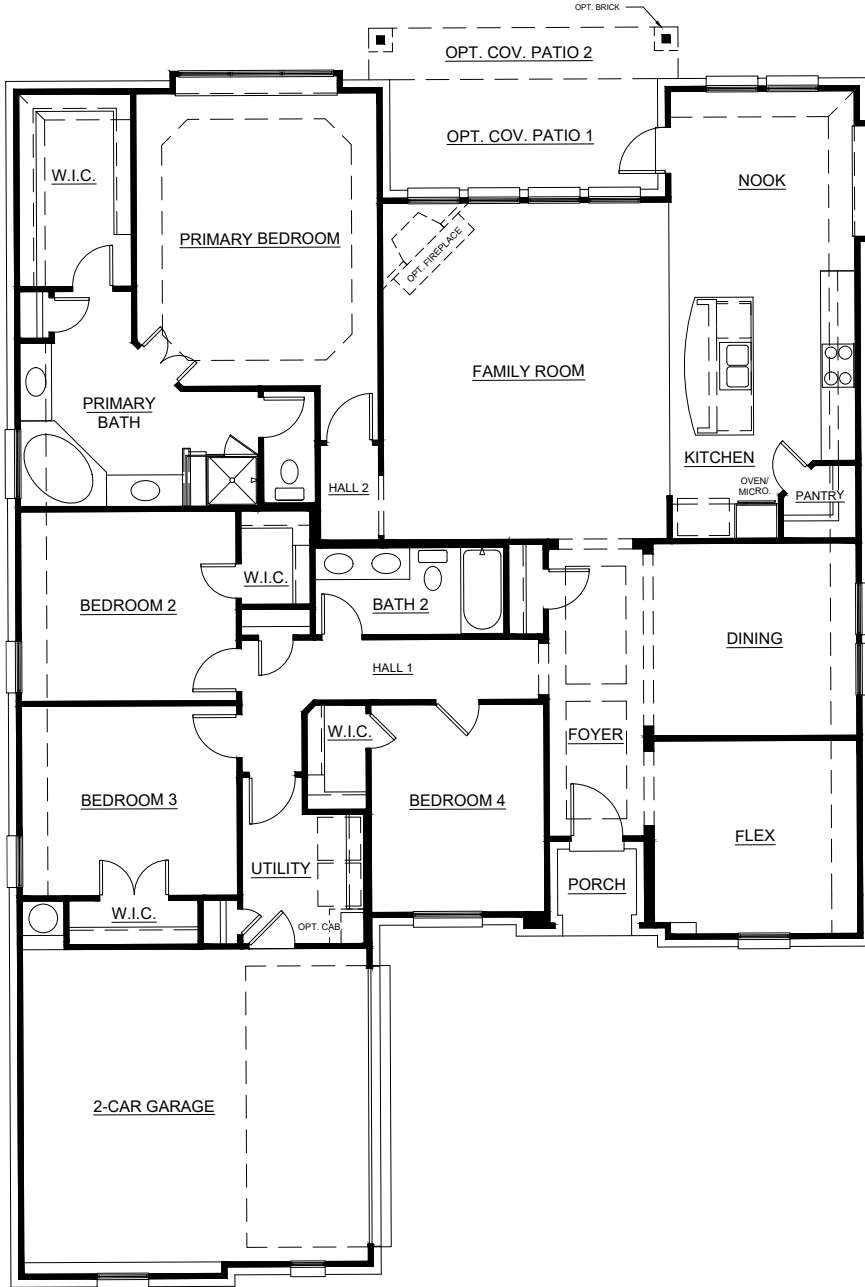 OPT. BRICK
OPT. COV. PATIO 2
OPT. COV. PATIO 1
W.I.C.
NOOK
PRIMARY BEDROOM
OPT. FIREPLACE
FAMILY ROOM
PRIMARY
BATH
KITCHEN
HALL 2
OVEN/
MICRO.
PANTRY
W.I.C.
BEDROOM 2
BATH 2
DINING
HALL 1
W.I.C.
FOYER
BEDROOM 3
BEDROOM 4
FLEX
UTILITY
PORCH
W.I.C.
OPT. CAB.
2-CAR GARAGE